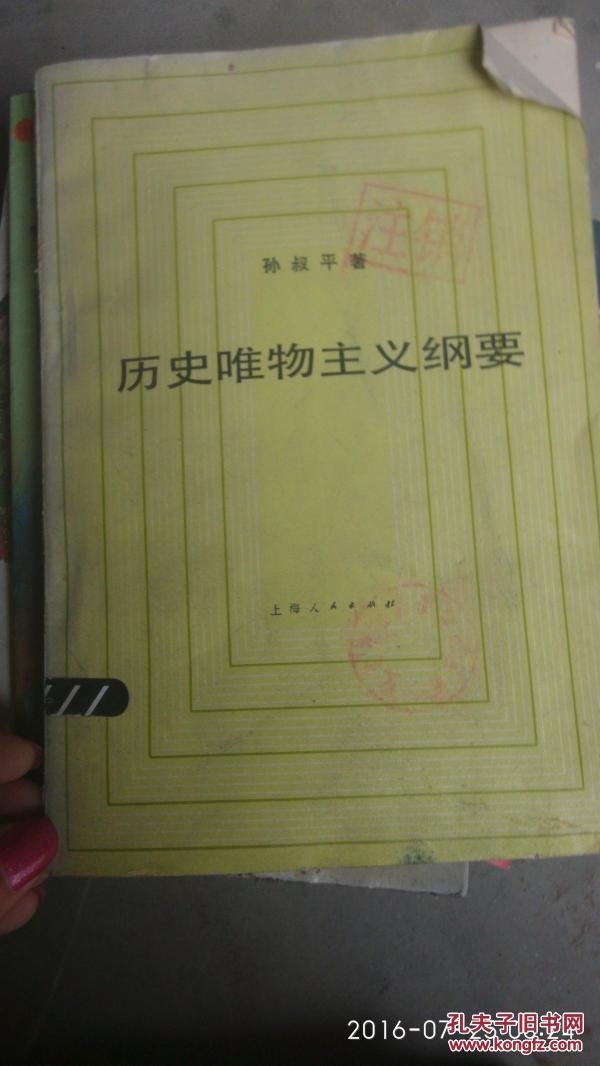 注销
孙叔平著
历史唯物主义纲要
上海人民出版社
孔夫子旧书网
www.kongfz.com